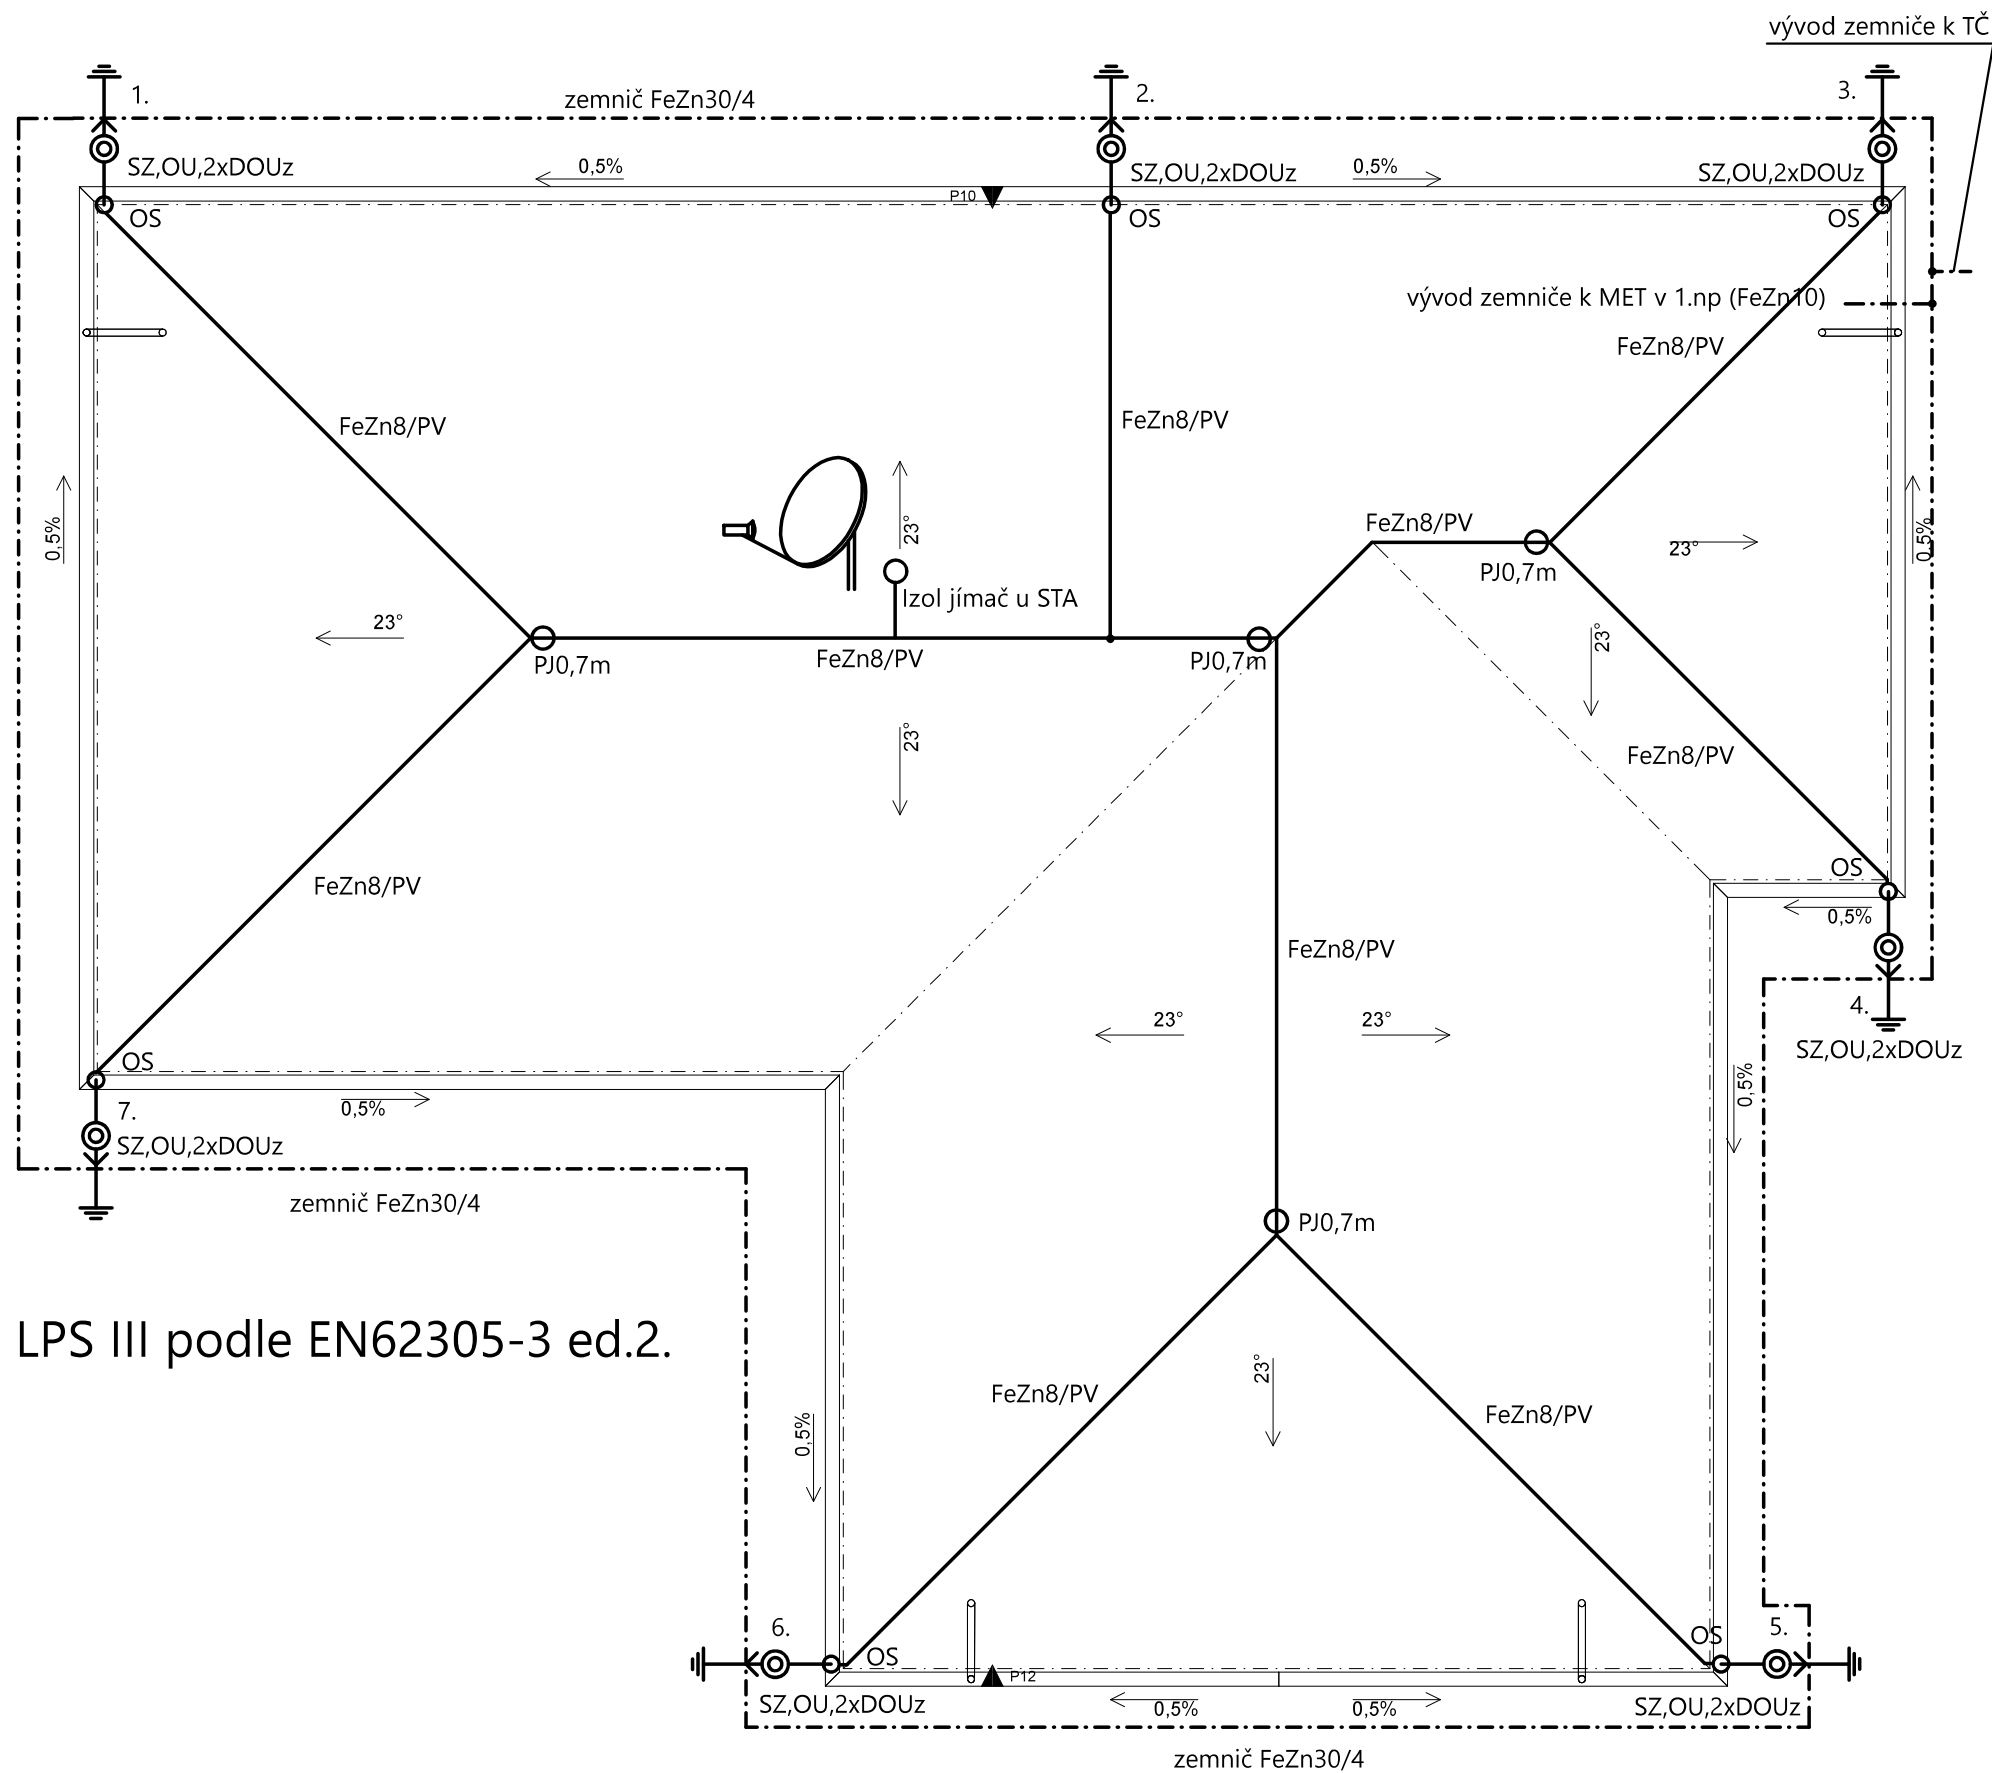 vývod zemniče k TČ
1.
zemnič FeZn30/4
2.
3.
SZ,OU,2xDOUz
0,5%
SZ,OU,2xDOUz
0,5%
SZ,OU,2xDOUz
P10
OS
OS
OS
vývod zemniče k MET v 1.np (FeZn10)
FeZn8/PV
FeZn8/PV
FeZn8/PV
0,5%
23°
FeZn8/PV
23°
0,5%
PJ0,7m
Izol jímač u STA
23°
23°
PJ0,7m
FeZn8/PV
PJ0,7m
23°
FeZn8/PV
OS
FeZn8/PV
0,5%
FeZn8/PV
4.
23°
23°
SZ,OU,2xDOUz
OS
0,5%
7.
0,5%
SZ,OU,2xDOUz
zemnič FeZn30/4
PJ0,7m
LPS III podle EN62305-3 ed.2.
23°
FeZn8/PV
FeZn8/PV
0,5%
6.
5.
OS
OS
P12
SZ,OU,2xDOUz
0,5%
0,5%
SZ,OU,2xDOUz
zemnič FeZn30/4